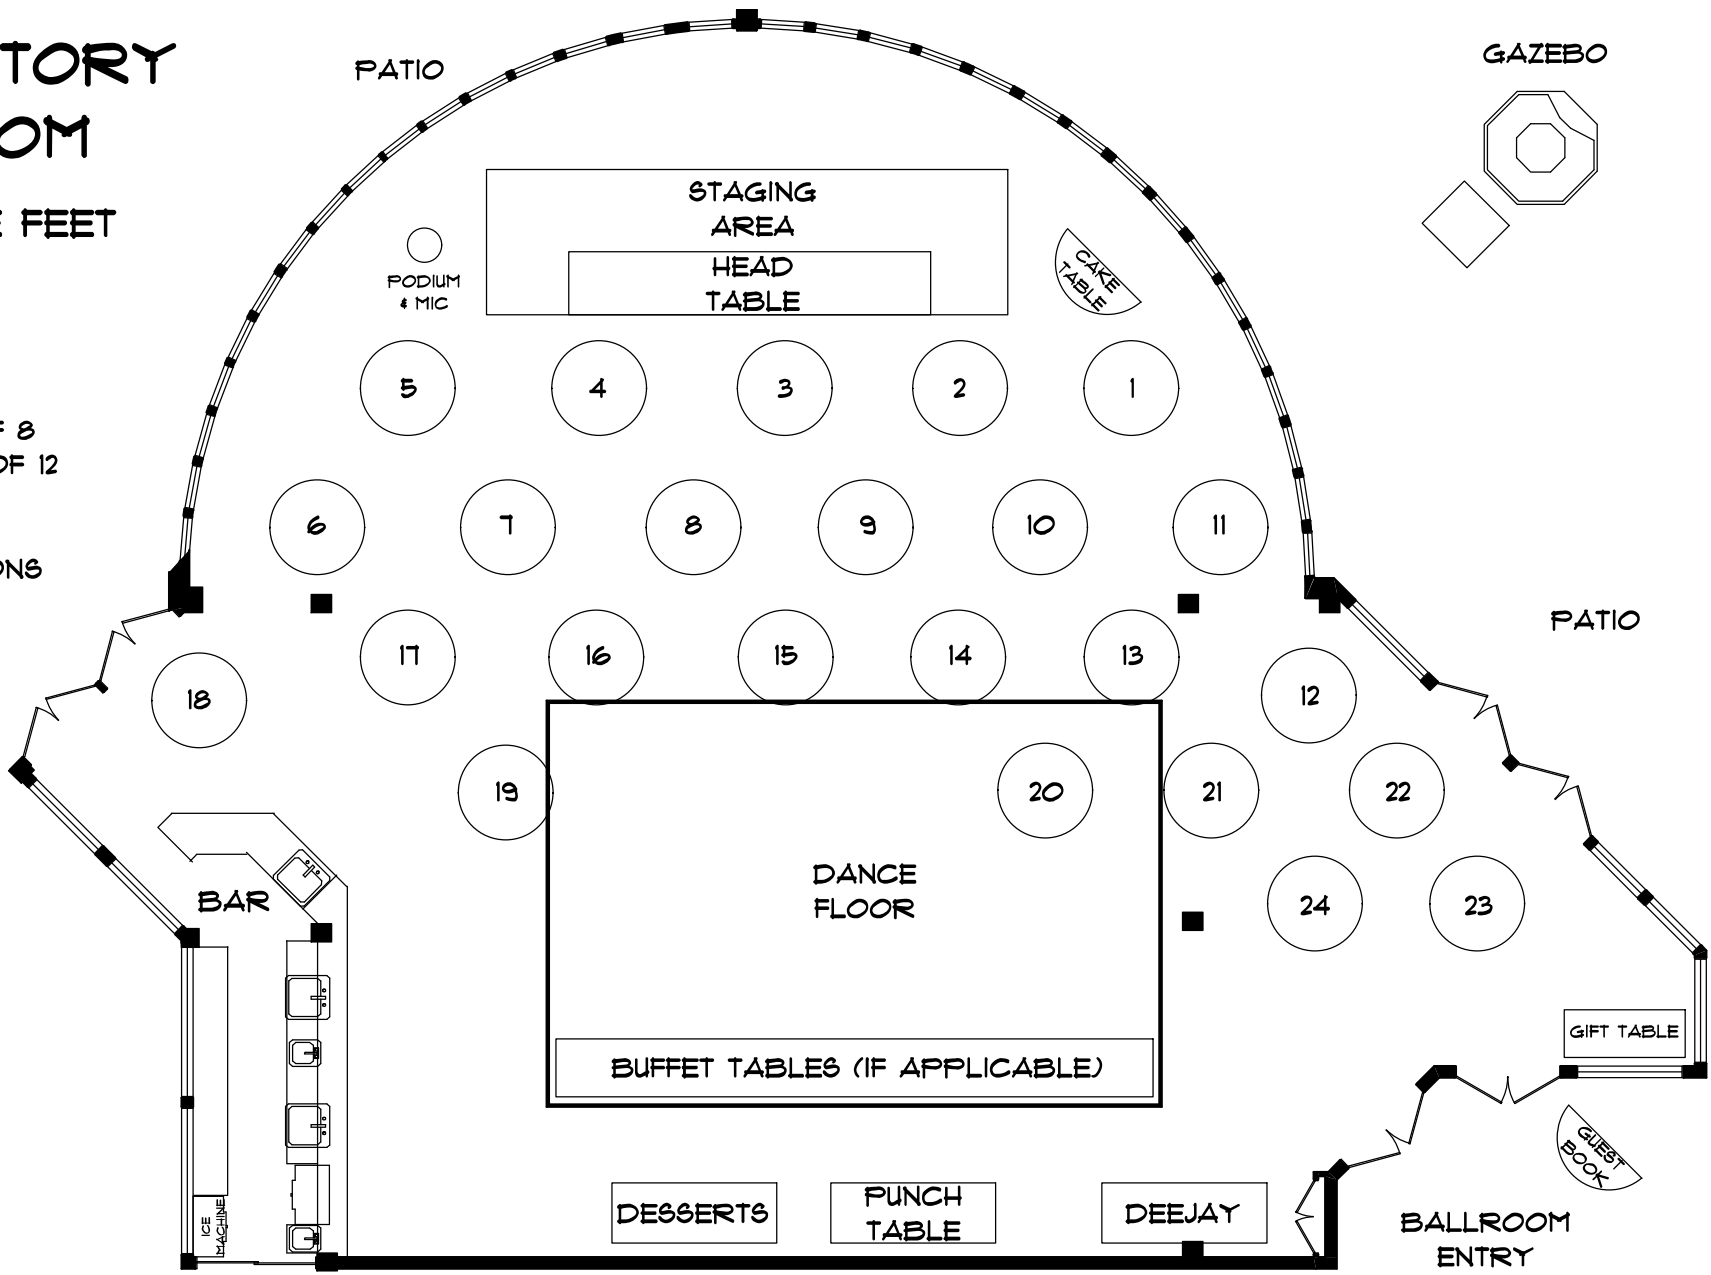 TORY
OM
E FEET
F 8
OF 12
ONS
PATIO
GAZEBO
STAGING
AREA
HEAD
TABLE
PODIUM
& MIC
CAKE
TABLE
5
4
3
2
1
6
7
8
9
10
11
PATIO
17
16
15
14
13
12
18
19
20
21
22
DANCE
FLOOR
BAR
24
23
GIFT TABLE
BUFFET TABLES (IF APPLICABLE)
GUEST
BOOK
ICE
MACHINE
DESSERTS
PUNCH
TABLE
DEEJAY
BALLROOM
ENTRY